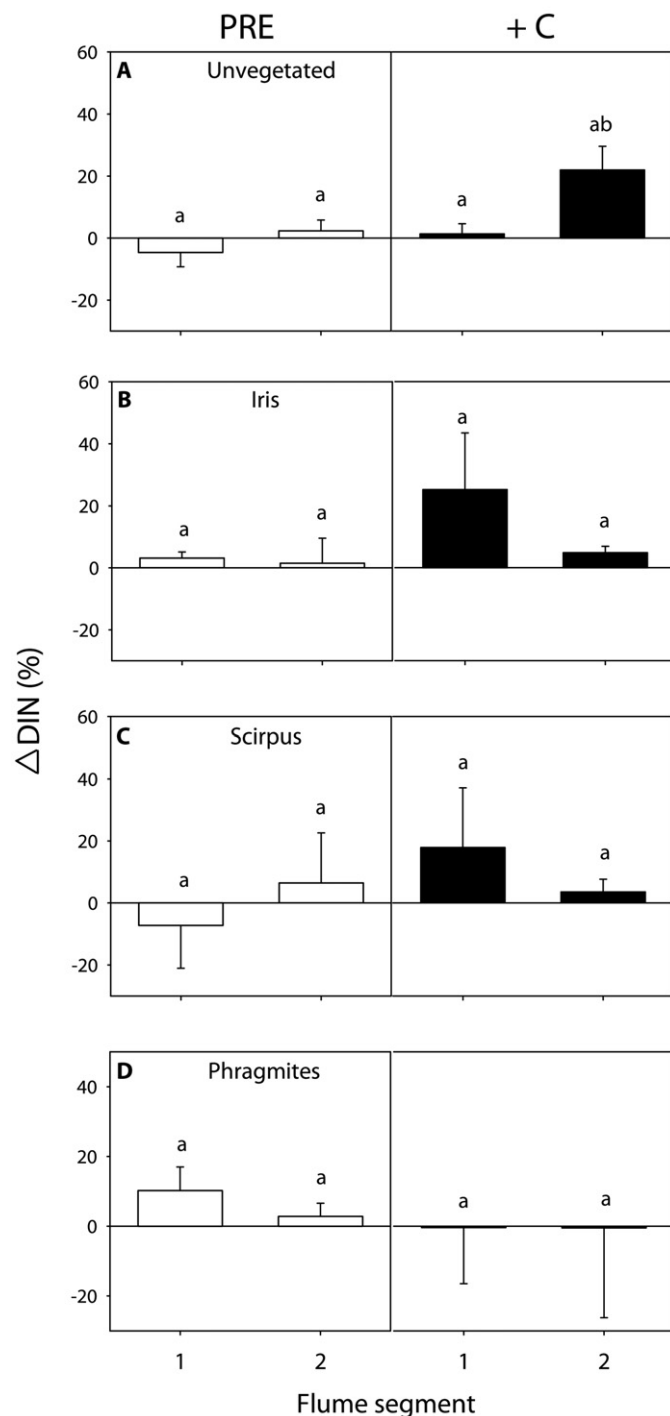 PRE + C
60
A Unvegetated
40
ab
20
a a a
0
-20
60
B Iris
40
a
20
a a a
0
-20
60
C Scirpus
40
a
a
20
a a
0
-20
D Phragmites
40
a
20
a a a
0
-20
1 2 1 2
Flume segment
△DIN (%)